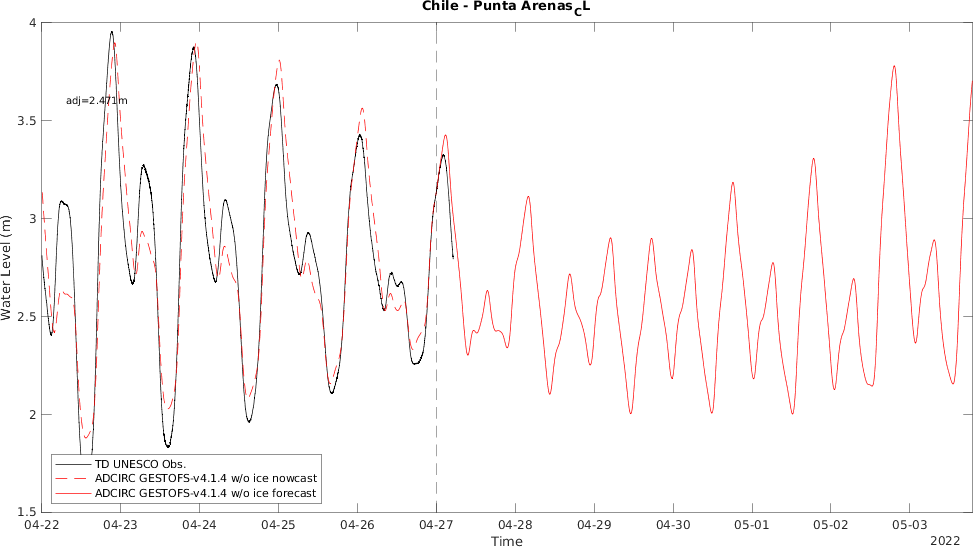 Chile - Punta Arenas_CL
4
adj=2.471m
3.5
3
Water Level (m)
2.5
2
TD UNESCO Obs.
ADCIRC GESTOFS-v4.1.4 w/o ice nowcast
ADCIRC GESTOFS-v4.1.4 w/o ice forecast
1.5
04-22 04-23 04-24 04-25 04-26 04-27 04-28 04-29 04-30 05-01 05-02 05-03
Time
2022